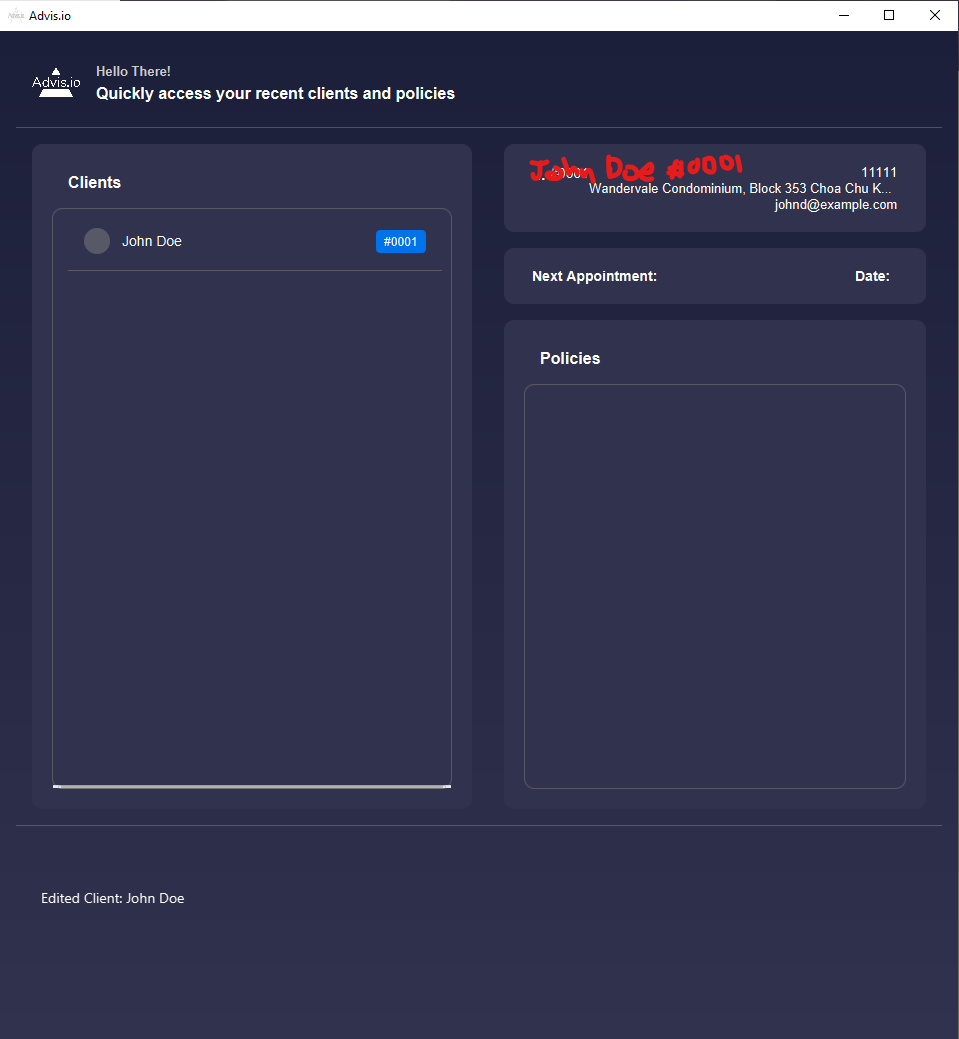 Advis.io
Advis.io
Hello There!
Quickly access your recent clients and policies
Clients
John Doe #0001
John Doe #0001
11111
Wandervale Condominium, Block 353 Choa Chu K...
johnd@example.com
Next Appointment: Date:
Policies
Edited Client: John Doe